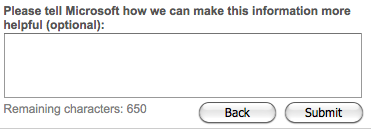 Please tell Microsoft how we can make this information more
helpful (optional):
Remaining characters: 650
Back
Submit